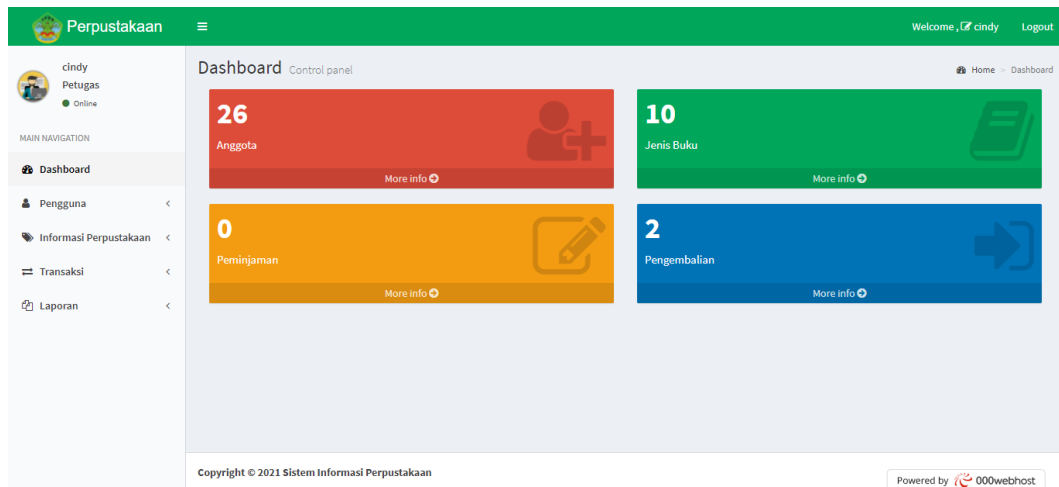 Perpustakaan
Welcome , cindy Logout
cindy
Petugas
Online
MAIN NAVIGATION
Dashboard
Pengguna
Informasi Perpustakaan
Transaksi
Laporan
Dashboard Control panel
Home > Dashboard
26
Anggota
More info
10
Jenis Buku
More info
0
Peminjaman
More info
2
Pengembalian
More info
Copyright © 2021 Sistem Informasi Perpustakaan
Powered by 000webhost